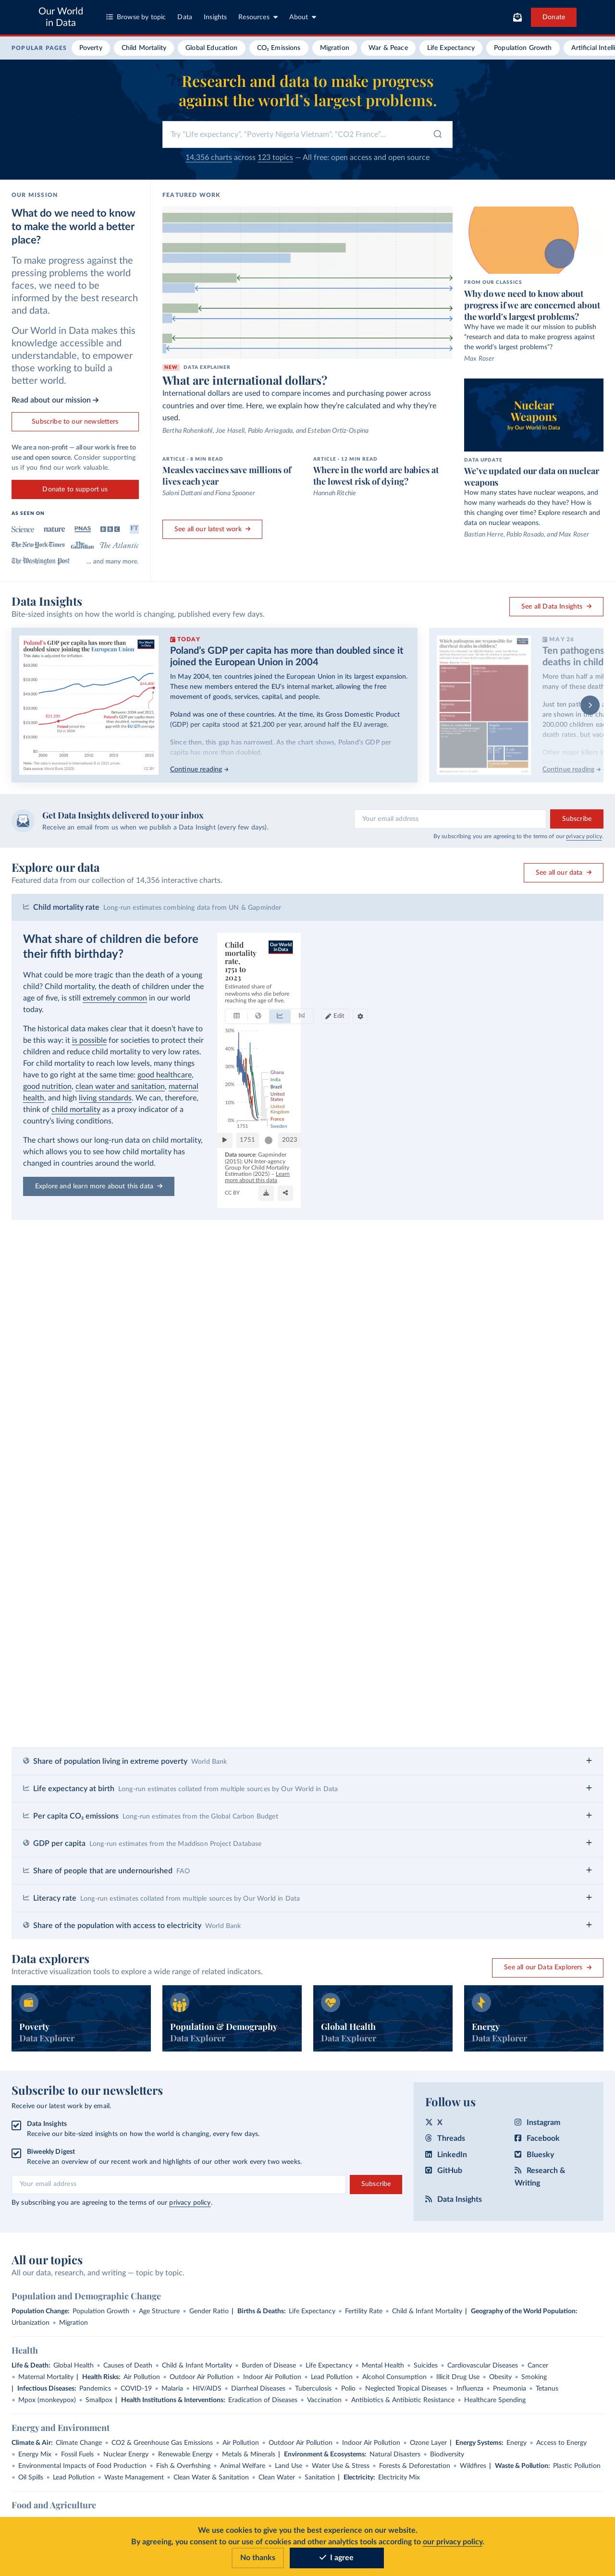 Our World
in Data
Browse by topic
Data
Insights
Resources
About
Donate
POPULAR PAGES
Poverty
Child Mortality
Global Education
CO₂ Emissions
Migration
War & Peace
Life Expectancy
Population Growth
Artificial Intelli
Research and data to make progress
against the world's largest problems.
Try "Life expectancy", "Poverty Nigeria Vietnam", "CO2 France"...
14,356 charts across 123 topics — All free: open access and open source
OUR MISSION
What do we need to know
to make the world a better
place?
To make progress against the
pressing problems the world
faces, we need to be
informed by the best research
and data.
Our World in Data makes this
knowledge accessible and
understandable, to empower
those working to build a
better world.
Read about our mission
Subscribe to our newsletters
We are a non-profit — all our work is free to
use and open source. Consider supporting
us if you find our work valuable.
Donate to support us
AS SEEN ON
Science
nature
PNAS
BBC
FT
The New York Times
The Guardian
The Atlantic
The Washington Post
... and many more.
FEATURED WORK
NEW DATA EXPLAINER
What are international dollars?
International dollars are used to compare incomes and purchasing power across
countries and over time. Here, we explain how they're calculated and why they're
used.
Bertha Rohenkohl, Joe Hasell, Pablo Arriagada, and Esteban Ortiz-Ospina
ARTICLE • 8 MIN READ
Measles vaccines save millions of
lives each year
Saloni Dattani and Fiona Spooner
ARTICLE • 12 MIN READ
Where in the world are babies at
the lowest risk of dying?
Hannah Ritchie
See all our latest work
FROM OUR CLASSICS
Why do we need to know about
progress if we are concerned about
the world's largest problems?
Why have we made it our mission to publish
"research and data to make progress against
the world's largest problems"?
Max Roser
Nuclear
Weapons
by Our World in Data
DATA UPDATE
We've updated our data on nuclear
weapons
How many states have nuclear weapons, and
how many warheads do they have? How is
this changing over time? Explore research and
data on nuclear weapons.
Bastian Herre, Pablo Rosado, and Max Roser
Data Insights
Bite-sized insights on how the world is changing, published every few days.
See all Data Insights
Poland's GDP per capita has more than
doubled since joining the European Union
This data is adjusted for inflation.
$60,000
$50,000
$40,000
$30,000
$20,000
$10,000
$0
TODAY
Poland's GDP per capita has more than doubled since it
joined the European Union in 2004
In May 2004, ten countries joined the European Union in its largest expansion.
These new members entered the EU's internal market, allowing the free
movement of goods, services, capital, and people.
Poland was one of these countries. At the time, its Gross Domestic Product
(GDP) per capita stood at $21,200 per year, around half the EU average.
Since then, this gap has narrowed. As the chart shows, Poland's GDP per
capita has more than doubled.
Continue reading
MAY 26
Ten pathogens
deaths in child
More than half a mil
many of these death
Just ten pat
are shown in the cha
200,000 children ea
death rates, but vacc
Other major killers i
Continue reading
Get Data Insights delivered to your inbox
Receive an email from us when we publish a Data Insight (every few days).
Your email address
Subscribe
By subscribing you are agreeing to the terms of our privacy policy.
Explore our data
Featured data from our collection of 14,356 interactive charts.
See all our data
Child mortality rate Long-run estimates combining data from UN & Gapminder
What share of children die before
their fifth birthday?
What could be more tragic than the death of a young
child? Child mortality, the death of children under the
age of five, is still extremely common in our world
today.
The historical data makes clear that it doesn't have to
be this way: it is possible for societies to protect their
children and reduce child mortality to very low rates.
For child mortality to reach low levels, many things
have to go right at the same time: good healthcare,
good nutrition, clean water and sanitation, maternal
health, and high living standards. We can, therefore,
think of child mortality as a proxy indicator of a
country's living conditions.
The chart shows our long-run data on child mortality,
which allows you to see how child mortality has
changed in countries around the world.
Explore and learn more about this data
Child
mortality
rate,
1751 to
2023
Our World
in Data
Estimated share of
newborns who die before
reaching the age of five.
Edit
50%
40%
30%
20%
10%
0%
1751
Ghana
India
Brazil
United
States
United
Kingdom
France
Sweden
1751
2023
Data source: Gapminder
(2015); UN Inter-agency
Group for Child Mortality
Estimation (2025) – Learn
more about this data
CC BY
Share of population living in extreme poverty World Bank
Life expectancy at birth Long-run estimates collated from multiple sources by Our World in Data
Per capita CO₂ emissions Long-run estimates from the Global Carbon Budget
GDP per capita Long-run estimates from the Maddison Project Database
Share of people that are undernourished FAO
Literacy rate Long-run estimates collated from multiple sources by Our World in Data
Share of the population with access to electricity World Bank
Data explorers
Interactive visualization tools to explore a wide range of related indicators.
See all our Data Explorers
Poverty
Data Explorer
Population & Demography
Data Explorer
Global Health
Data Explorer
Energy
Data Explorer
Subscribe to our newsletters
Receive our latest work by email.
Data Insights
Receive our bite-sized insights on how the world is changing, every few days.
Biweekly Digest
Receive an overview of our recent work and highlights of our other work every two weeks.
Your email address
Subscribe
By subscribing you are agreeing to the terms of our privacy policy.
Follow us
X
Instagram
Threads
Facebook
LinkedIn
Bluesky
GitHub
Research &
Writing
Data Insights
All our topics
All our data, research, and writing — topic by topic.
Population and Demographic Change
Population Change: Population Growth • Age Structure • Gender Ratio | Births & Deaths: Life Expectancy • Fertility Rate • Child & Infant Mortality | Geography of the World Population:
Urbanization • Migration
Health
Life & Death: Global Health • Causes of Death • Child & Infant Mortality • Burden of Disease • Life Expectancy • Mental Health • Suicides • Cardiovascular Diseases • Cancer
• Maternal Mortality | Health Risks: Air Pollution • Outdoor Air Pollution • Indoor Air Pollution • Lead Pollution • Alcohol Consumption • Illicit Drug Use • Obesity • Smoking
| Infectious Diseases: Pandemics • COVID-19 • Malaria • HIV/AIDS • Diarrheal Diseases • Tuberculosis • Polio • Neglected Tropical Diseases • Influenza • Pneumonia • Tetanus
• Mpox (monkeypox) • Smallpox | Health Institutions & Interventions: Eradication of Diseases • Vaccination • Antibiotics & Antibiotic Resistance • Healthcare Spending
Energy and Environment
Climate & Air: Climate Change • CO2 & Greenhouse Gas Emissions • Air Pollution • Outdoor Air Pollution • Indoor Air Pollution • Ozone Layer | Energy Systems: Energy • Access to Energy
• Energy Mix • Fossil Fuels • Nuclear Energy • Renewable Energy • Metals & Minerals | Environment & Ecosystems: Natural Disasters • Biodiversity
• Environmental Impacts of Food Production • Fish & Overfishing • Animal Welfare • Land Use • Water Use & Stress • Forests & Deforestation • Wildfires | Waste & Pollution: Plastic Pollution
• Oil Spills • Lead Pollution • Waste Management • Clean Water & Sanitation • Clean Water • Sanitation | Electricity: Electricity Mix
Food and Agriculture
We use cookies to give you the best experience on our website.
By agreeing, you consent to our use of cookies and other analytics tools according to our privacy policy.
No thanks
I agree